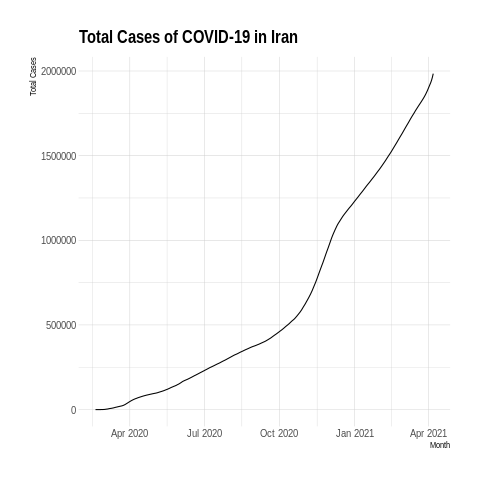 Total Cases of COVID-19 in Iran
Total Cases
2000000
1500000
1000000
500000
0
Apr 2020 Jul 2020 Oct 2020 Jan 2021 Apr 2021
Month